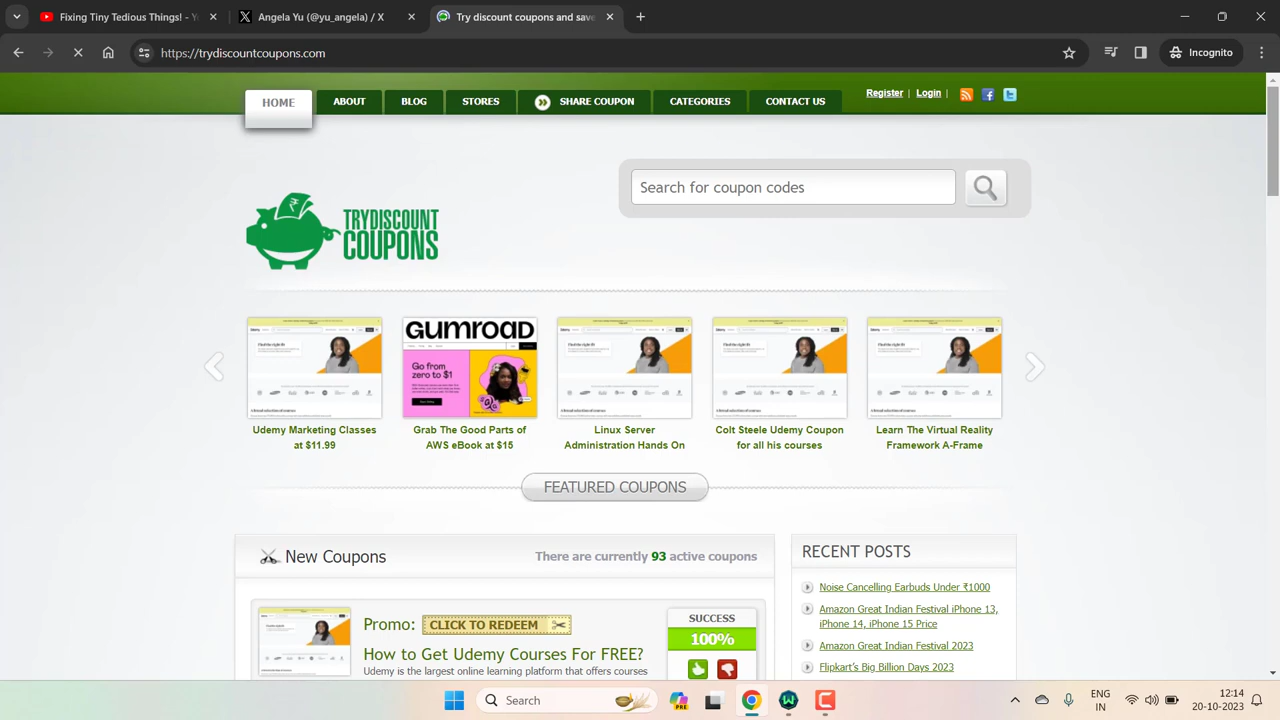 Fixing Tiny Tedious Things! - Y
Angela Yu (@yu_angela) / X
Try discount coupons and save
https://trydiscountcoupons.com
Incognito
HOME
ABOUT
BLOG
STORES
SHARE COUPON
CATEGORIES
CONTACT US
Register | Login |
Search for coupon codes
TRYDISCOUNT
COUPONS
GUMROAD
Go from
zero to $1
Udemy Marketing Classes
at $11.99
Grab The Good Parts of
AWS eBook at $15
Linux Server
Administration Hands On
Colt Steele Udemy Coupon
for all his courses
Learn The Virtual Reality
Framework A-Frame
FEATURED COUPONS
New Coupons
There are currently 93 active coupons
Promo: CLICK TO REDEEM
How to Get Udemy Courses For FREE?
Udemy is the largest online learning platform that offers courses
SUCCESS
100%
RECENT POSTS
Noise Cancelling Earbuds Under ₹1000
Amazon Great Indian Festival iPhone 13,
iPhone 14, iPhone 15 Price
Amazon Great Indian Festival 2023
Flipkart's Big Billion Days 2023
Search
PRE
ENG
IN
12:14
20-10-2023